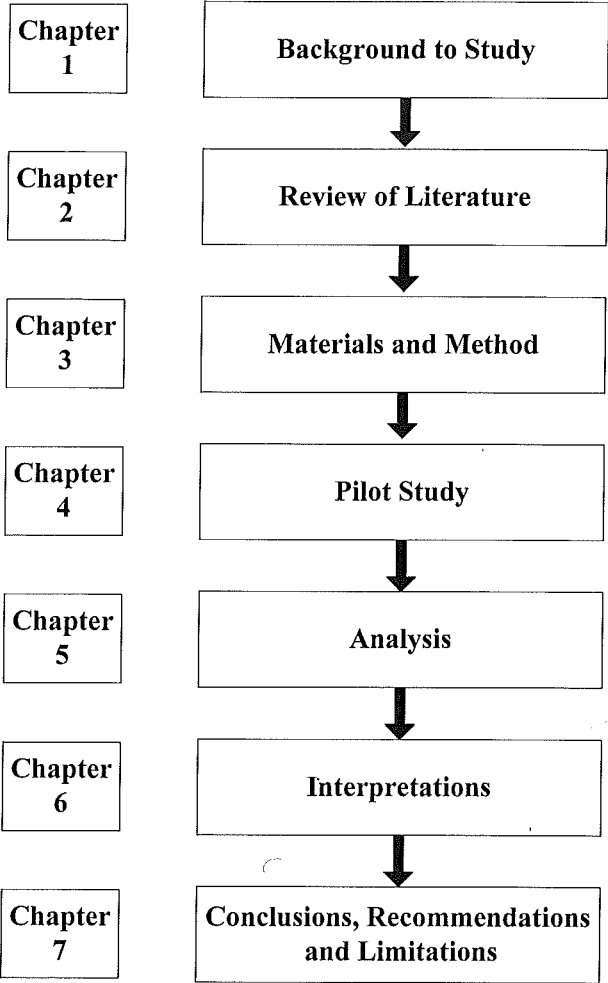 Chapter
1
Background to Study
Chapter
2
Review of Literature
Chapter
3
Materials and Method
Chapter
4
Pilot Study
Chapter
5
Analysis
Chapter
6
Interpretations
Chapter
7
Conclusions, Recommendations
and Limitations